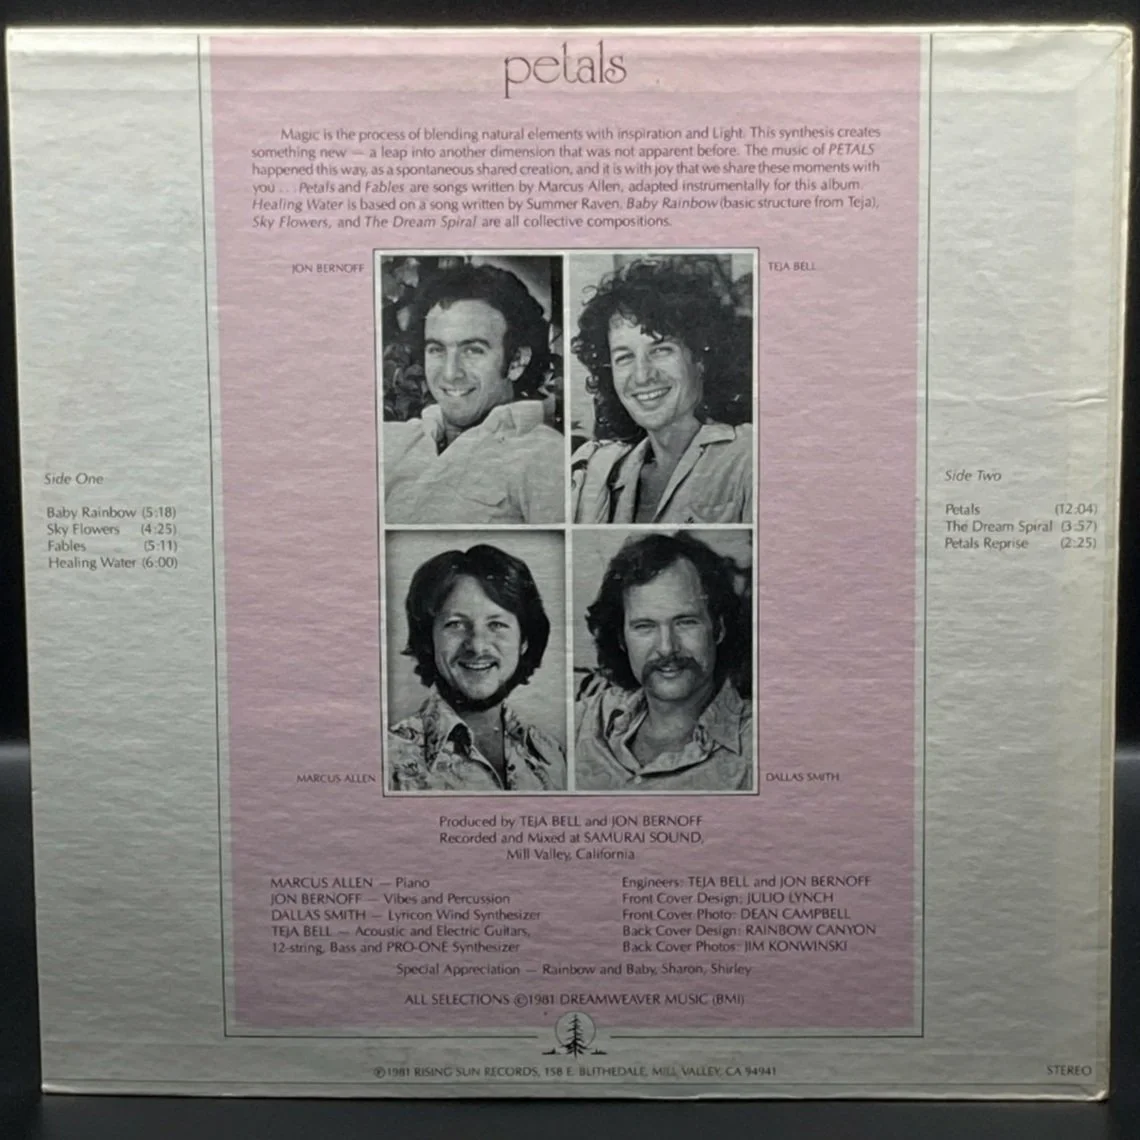 petals
Magic is the process of blending natural elements with inspiration and Light. This synthesis creates
something new — a leap into another dimension that was not apparent before. The music of PETALS
happened this way, as a spontaneous shared creation, and it is with joy that we share these moments with
you . . . Petals and Fables are songs written by Marcus Allen, adapted instrumentally for this album.
Healing Water is based on a song written by Summer Raven. Baby Rainbow (basic structure from Teja),
Sky Flowers, and The Dream Spiral are all collective compositions.
JON BERNOFF
TEJA BELL
Side One
Baby Rainbow (5:18)
Sky Flowers (4:25)
Fables (5:11)
Healing Water (6:00)
Side Two
Petals (12:04)
The Dream Spiral (3:57)
Petals Reprise (2:25)
MARCUS ALLEN
DALLAS SMITH
Produced by TEJA BELL and JON BERNOFF
Recorded and Mixed at SAMURAI SOUND,
Mill Valley, California
MARCUS ALLEN — Piano
JON BERNOFF — Vibes and Percussion
DALLAS SMITH — Lyricon Wind Synthesizer
TEJA BELL — Acoustic and Electric Guitars,
12-string, Bass and PRO-ONE Synthesizer
Engineers: TEJA BELL and JON BERNOFF
Front Cover Design: JULIO LYNCH
Front Cover Photo: DEAN CAMPBELL
Back Cover Design: RAINBOW CANYON
Back Cover Photos: JIM KONWINSKI
Special Appreciation — Rainbow and Baby, Sharon, Shirley
ALL SELECTIONS ©1981 DREAMWEAVER MUSIC (BMI)
℗1981 RISING SUN RECORDS, 158 E. BLITHEDALE, MILL VALLEY, CA 94941
STEREO